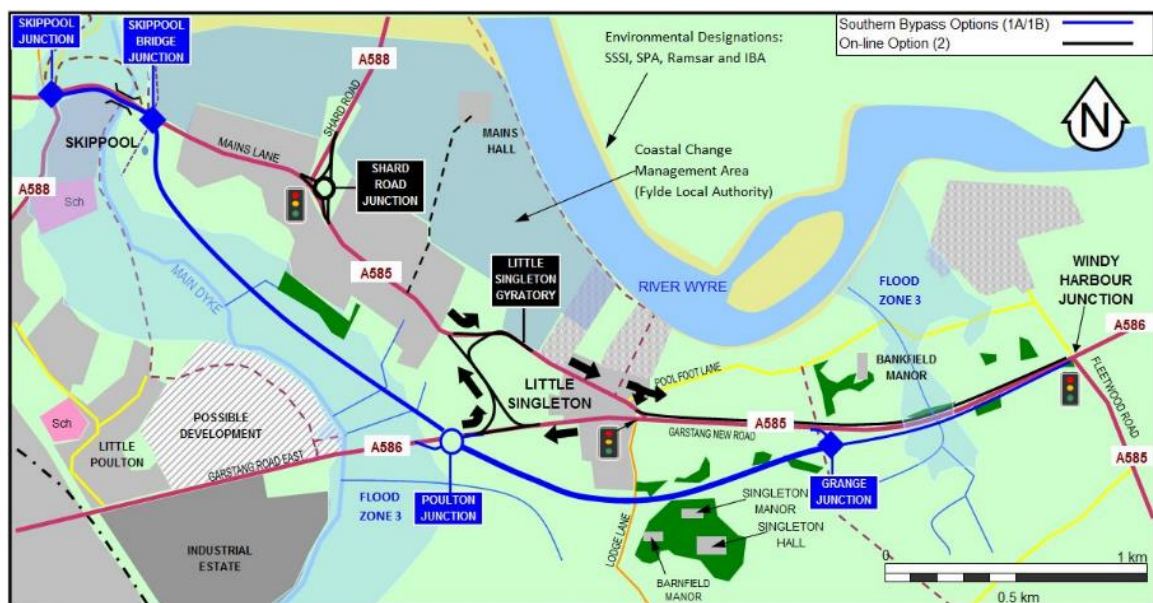 SKIPPOOL
JUNCTION
SKIPPOOL
BRIDGE
JUNCTION
A588
SHARD ROAD
Environmental Designations:
SSSI, SPA, Ramsar and IBA
Southern Bypass Options (1A/1B)
On-line Option (2)
N
SKIPPOOL
MAINS LANE
MAINS
HALL
SHARD
ROAD
JUNCTION
Coastal Change
Management Area
(Fylde Local Authority)
A588
Sch
MAIN DYKE
A585
LITTLE
SINGLETON
GYRATORY
RIVER WYRE
FLOOD
ZONE 3
WINDY
HARBOUR
JUNCTION
A586
FLEETWOOD ROAD
POOL FOOT LANE
BANKFIELD
MANOR
LITTLE
SINGLETON
A585
GARSTANG NEW ROAD
POSSIBLE
DEVELOPMENT
Sch
LITTLE
POULTON
A586
GARSTANG ROAD EAST
FLOOD
ZONE 3
POULTON
JUNCTION
GRANGE
JUNCTION
A585
LODGE LANE
SINGLETON
MANOR
SINGLETON
HALL
BARNFIELD
MANOR
INDUSTRIAL
ESTATE
0
1 km
0.5 km